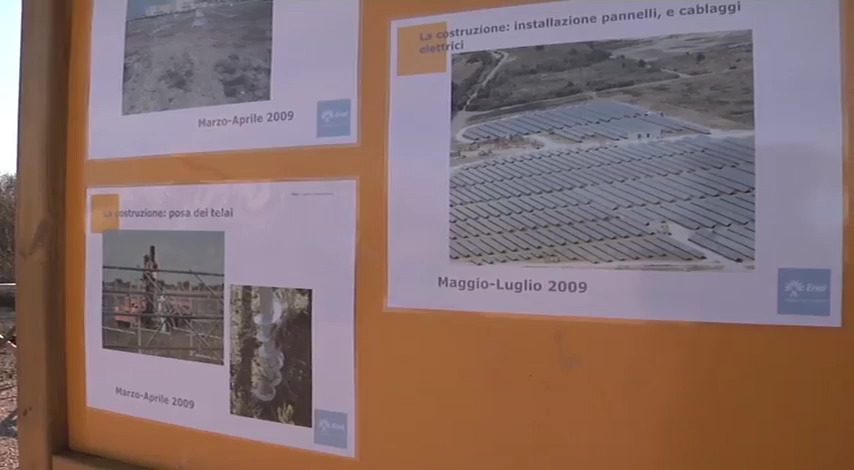 Marzo-Aprile 2009
Enel
La costruzione: posa dei telai
Marzo-Aprile 2009
Enel
La costruzione: installazione pannelli, e cablaggi
elettrici
Maggio-Luglio 2009
Enel